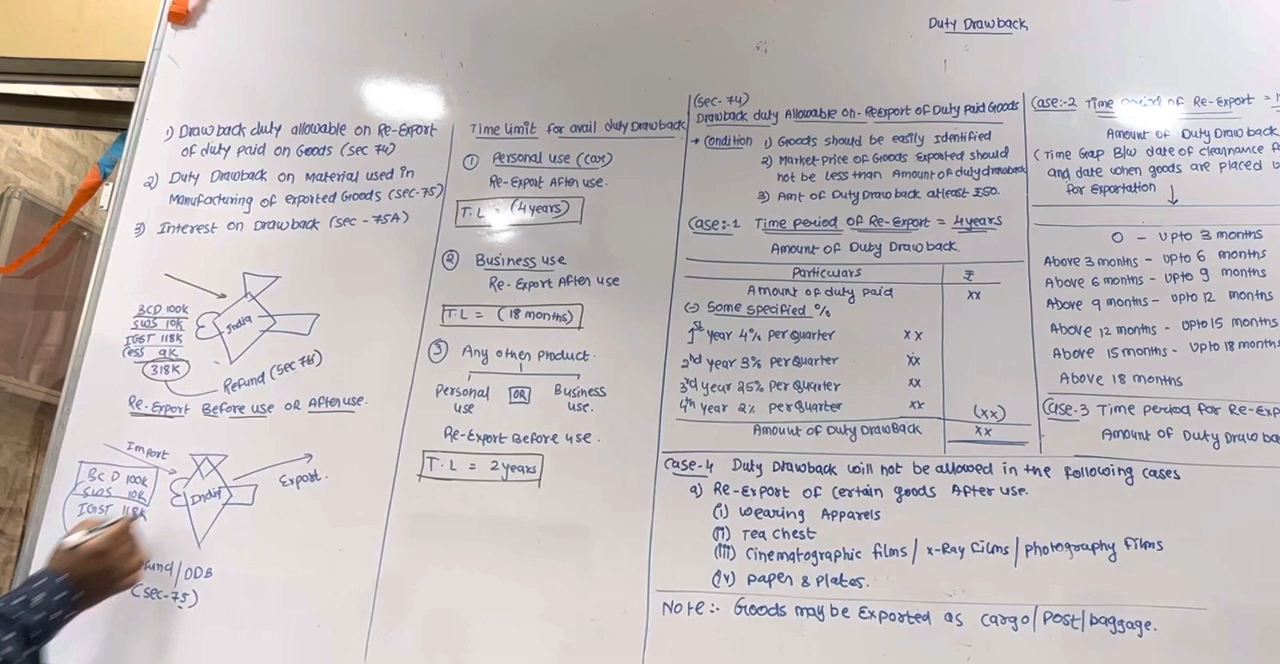 Duty Drawback
1) Drawback duty allowable on Re-Export
of duty paid on Goods (sec 74)
2) Duty Drawback on Material used in
Manufacturing of exported Goods (sec-75)
3) Interest on Drawback (sec - 75A)
BCD 100k
SWS 10k
IGST 118k
Cess 9k
318K
India
Refund (sec 76)
Re-Export Before use OR After use.
Import
BCD 100k
SWS 10k
IGST 118k
India
Export.
/DDB
(sec-75)
Time limit for avail duty Drawback
① Personal use (car)
Re-Export After use.
T.L = (4 years)
② Business use
Re-Export After use
T.L = (18 months)
③ Any other product.
Personal use OR Business use.
Re-Export Before use.
T.L = 2 years
(sec-74)
Drawback duty Allowable on-Reexport of Duty Paid Goods
→ Condition 1) Goods should be easily Identified
2) Market price of Goods Exported should
not be less than Amount of duty drawback
3) Amt of Duty Drawback atleast ₹50.
Case:-1 Time period of Re-Export = 4 years
Amount of Duty Drawback.
Particulars ₹
Amount of duty paid xx
(-) Some specified %
1st year 4% per quarter xx
2nd year 3% per quarter xx
3rd year 25% per quarter xx
4th year 2% per quarter xx (xx)
Amount of Duty DrawBack xx
Case:-2 Time period of Re-Export =
Amount of Duty Drawback
(Time Gap B/w date of clearnance
and date when goods are placed
for exportation ↓
0 - Upto 3 months
Above 3 months - upto 6 months
Above 6 months - upto 9 months
Above 9 months - upto 12 months
Above 12 months - upto 15 months
Above 15 months - upto 18 months
Above 18 months
Case-3 Time period for Re-Exp
Amount of Duty Drawba
Case-4 Duty Drawback will not be allowed in the following cases
a) Re-Export of certain goods After use.
(i) wearing Apparels
(ii) Tea chest
(iii) Cinematographic films/x-Ray Films/photography films
(iv) paper & plates.
Note:- Goods may be Exported as cargo/post/baggage.